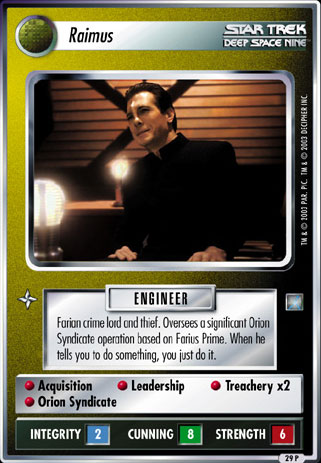 Raimus
STAR TREK
DEEP SPACE NINE
TM & © 2003 PAR. PIC. TM & © 2003 DECIPHER INC.
ENGINEER
Farian crime lord and thief. Oversees a significant Orion
Syndicate operation based on Farius Prime. When he
tells you to do something, you just do it.
Acquisition Leadership Treachery x2
Orion Syndicate
INTEGRITY 2 CUNNING 8 STRENGTH 6
29 P